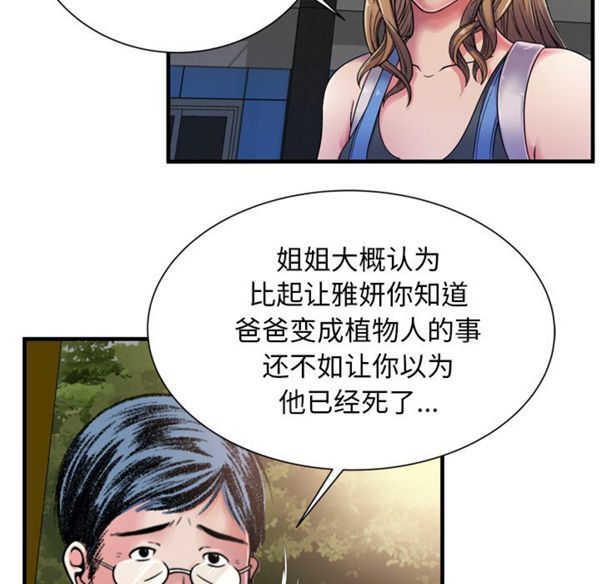 姐姐大概认为
比起让雅妍你知道
爸爸变成植物人的事
还不如让你以为
他已经死了...